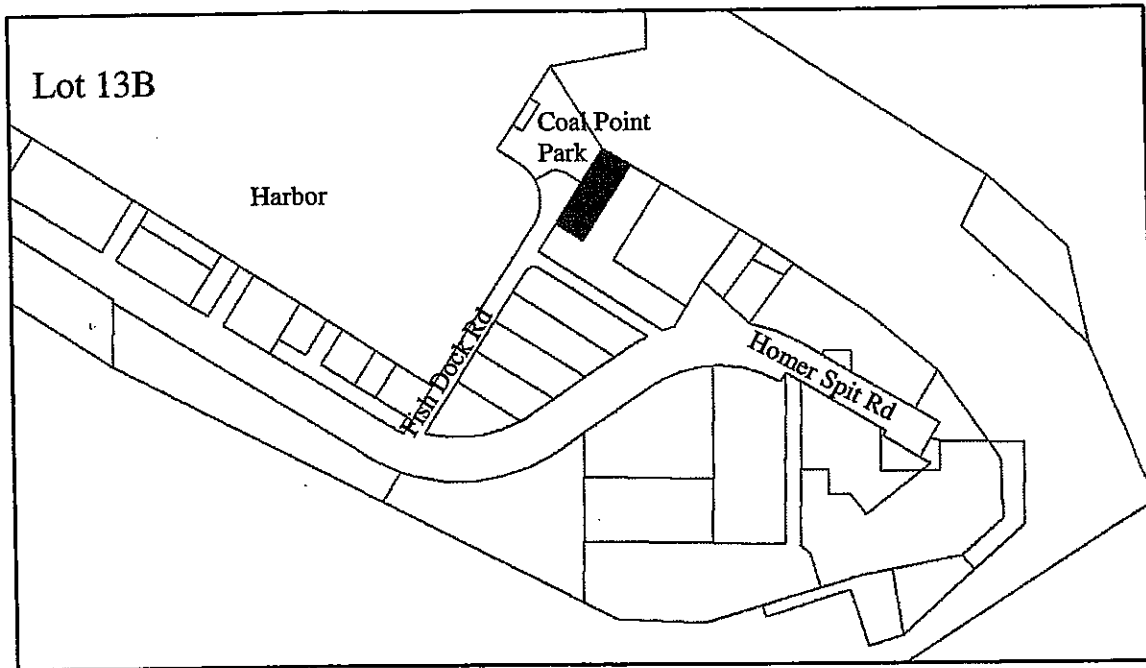 Lot 13B
Coal Point
Park
Harbor
Fish Dock Rd
Homer Spit Rd